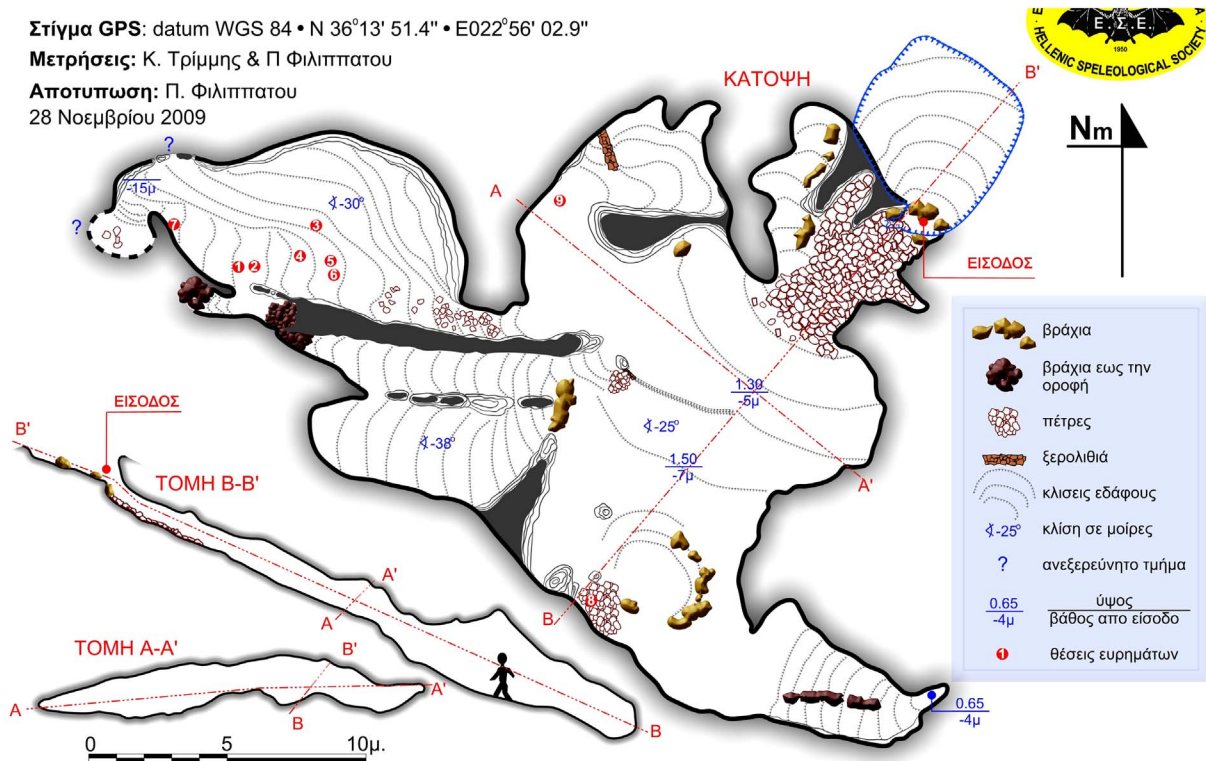 Στίγμα GPS: datum WGS 84 • N 36°13' 51.4'' • E022°56' 02.9''
Μετρήσεις: Κ. Τρίμμης & Π Φιλιππατου
Αποτυπωση: Π. Φιλιππατου
28 Νοεμβρίου 2009
Ε.Σ.Ε.
1950
HELLENIC SPELEOLOGICAL SOCIETY
ΚΑΤΟΨΗ
B'
Nm
?
-15μ
∢-30°
A
9
?
7
3
1
2
4
5
6
ΕΙΣΟΔΟΣ
1.30
-5μ
∢-25°
∢-38°
1.50
-7μ
A'
8
B
0.65
-4μ
βράχια
βράχια εως την
οροφή
πέτρες
ξερολιθιά
κλισεις εδάφους
∢-25° κλίση σε μοίρες
? ανεξερεύνητο τμήμα
0.65 ύψος
-4μ βάθος απο είσοδο
1 θέσεις ευρημάτων
ΕΙΣΟΔΟΣ
B'
ΤΟΜΗ Β-Β'
A'
A
B
ΤΟΜΗ Α-Α'
B'
A
A'
B
0 5 10μ.